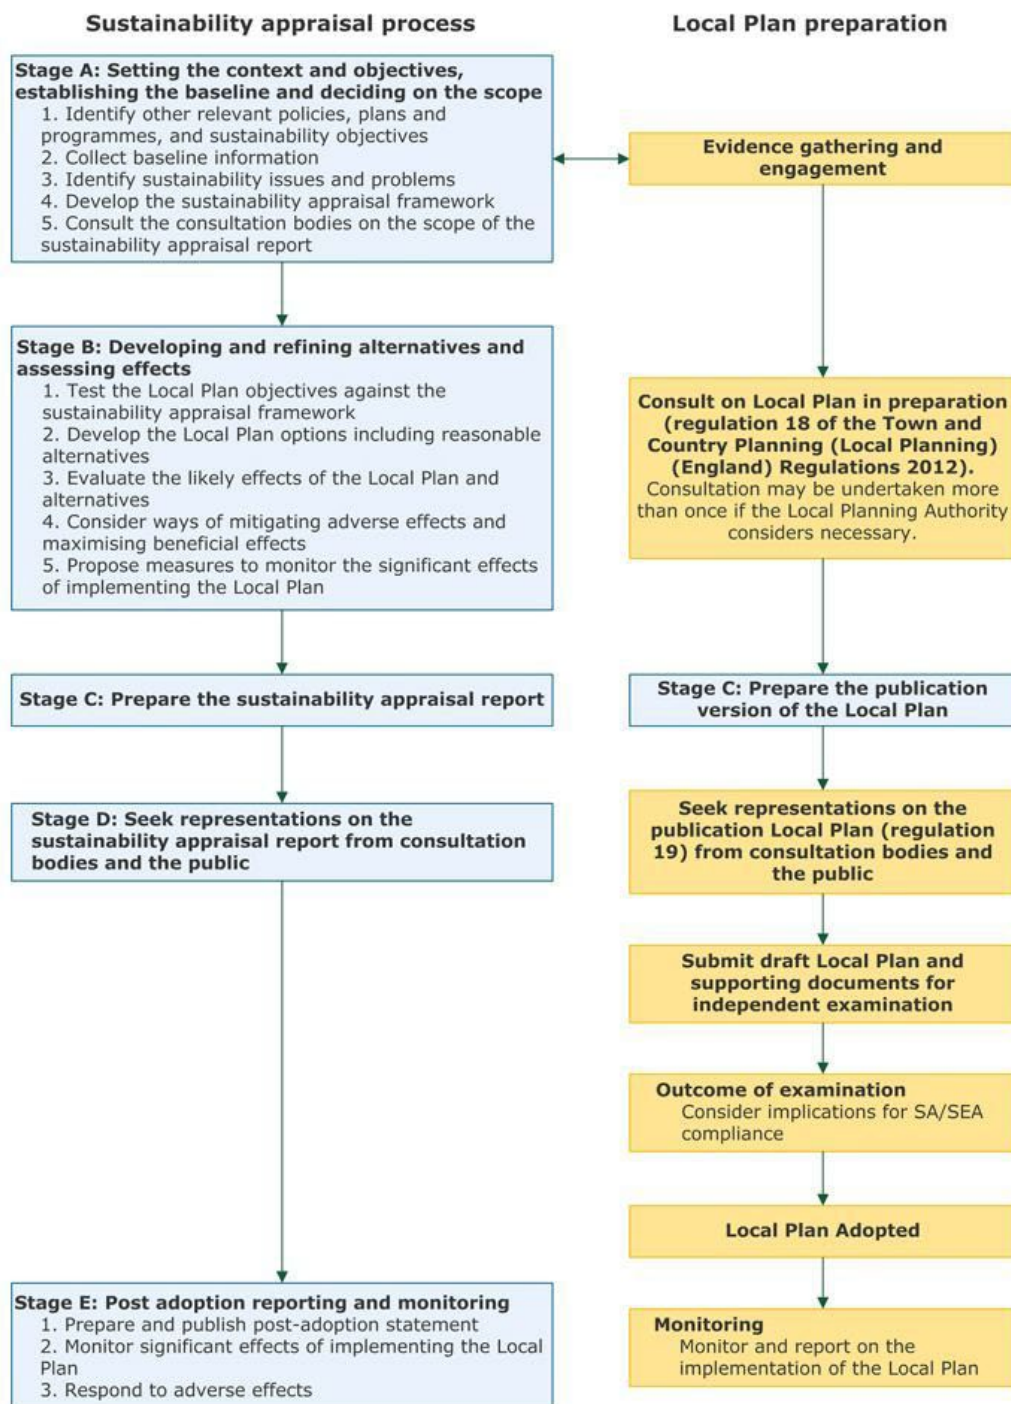 Sustainability appraisal process
Local Plan preparation
Stage A: Setting the context and objectives,
establishing the baseline and deciding on the scope
1. Identify other relevant policies, plans and
programmes, and sustainability objectives
2. Collect baseline information
3. Identify sustainability issues and problems
4. Develop the sustainability appraisal framework
5. Consult the consultation bodies on the scope of the
sustainability appraisal report
Evidence gathering and
engagement
Stage B: Developing and refining alternatives and
assessing effects
1. Test the Local Plan objectives against the
sustainability appraisal framework
2. Develop the Local Plan options including reasonable
alternatives
3. Evaluate the likely effects of the Local Plan and
alternatives
4. Consider ways of mitigating adverse effects and
maximising beneficial effects
5. Propose measures to monitor the significant effects
of implementing the Local Plan
Consult on Local Plan in preparation
(regulation 18 of the Town and
Country Planning (Local Planning)
(England) Regulations 2012).
Consultation may be undertaken more
than once if the Local Planning Authority
considers necessary.
Stage C: Prepare the sustainability appraisal report
Stage C: Prepare the publication
version of the Local Plan
Stage D: Seek representations on the
sustainability appraisal report from consultation
bodies and the public
Seek representations on the
publication Local Plan (regulation
19) from consultation bodies and
the public
Submit draft Local Plan and
supporting documents for
independent examination
Outcome of examination
Consider implications for SA/SEA
compliance
Local Plan Adopted
Stage E: Post adoption reporting and monitoring
1. Prepare and publish post-adoption statement
2. Monitor significant effects of implementing the Local
Plan
3. Respond to adverse effects
Monitoring
Monitor and report on the
implementation of the Local Plan